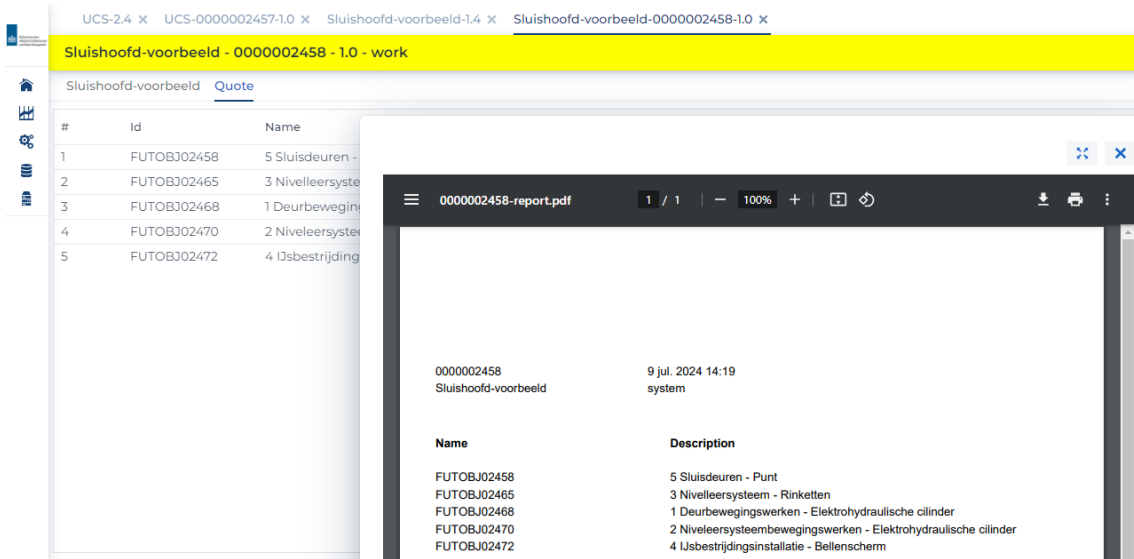 UCS-2.4 × UCS-0000002457-1.0 × Sluishoofd-voorbeeld-1.4 × Sluishoofd-voorbeeld-0000002458-1.0 ×
Sluishoofd-voorbeeld - 0000002458 - 1.0 - work
Sluishoofd-voorbeeld Quote
# Id Name
1 FUTOBJ02458 5 Sluisdeuren -
2 FUTOBJ02465 3 Nivelleersyste
3 FUTOBJ02468 1 Deurbeweging
4 FUTOBJ02470 2 Niveleersystee
5 FUTOBJ02472 4 IJsbestrijding
0000002458-report.pdf 1 / 1 100%
0000002458 9 jul. 2024 14:19
Sluishoofd-voorbeeld system
Name Description
FUTOBJ02458 5 Sluisdeuren - Punt
FUTOBJ02465 3 Nivelleersysteem - Rinketten
FUTOBJ02468 1 Deurbewegingswerken - Elektrohydraulische cilinder
FUTOBJ02470 2 Niveleersysteembewegingswerken - Elektrohydraulische cilinder
FUTOBJ02472 4 IJsbestrijdingsinstallatie - Bellenscherm